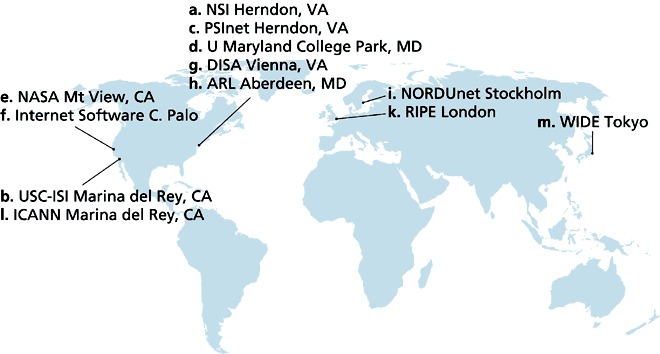 a. NSI Herndon, VA
c. PSInet Herndon, VA
d. U Maryland College Park, MD
g. DISA Vienna, VA
h. ARL Aberdeen, MD
e. NASA Mt View, CA
f. Internet Software C. Palo
i. NORDUnet Stockholm
k. RIPE London
m. WIDE Tokyo
b. USC-ISI Marina del Rey, CA
l. ICANN Marina del Rey, CA